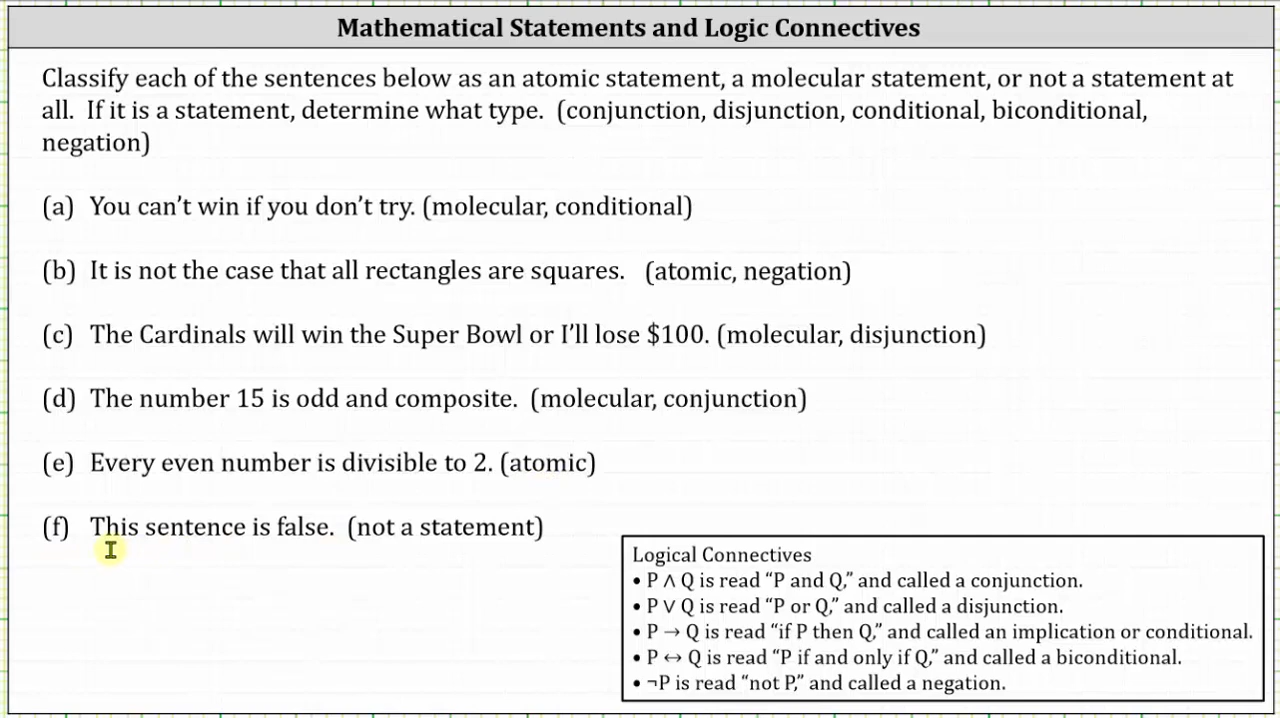 Mathematical Statements and Logic Connectives
Classify each of the sentences below as an atomic statement, a molecular statement, or not a statement at
all.  If it is a statement, determine what type.  (conjunction, disjunction, conditional, biconditional,
negation)
(a)  You can’t win if you don’t try. (molecular, conditional)
(b)  It is not the case that all rectangles are squares.   (atomic, negation)
(c)  The Cardinals will win the Super Bowl or I’ll lose $100. (molecular, disjunction)
(d)  The number 15 is odd and composite.  (molecular, conjunction)
(e)  Every even number is divisible to 2. (atomic)
(f)  This sentence is false.  (not a statement)
Logical Connectives
• P ∧ Q is read “P and Q,” and called a conjunction.
• P ∨ Q is read “P or Q,” and called a disjunction.
• P → Q is read “if P then Q,” and called an implication or conditional.
• P ↔ Q is read “P if and only if Q,” and called a biconditional.
• ¬P is read “not P,” and called a negation.